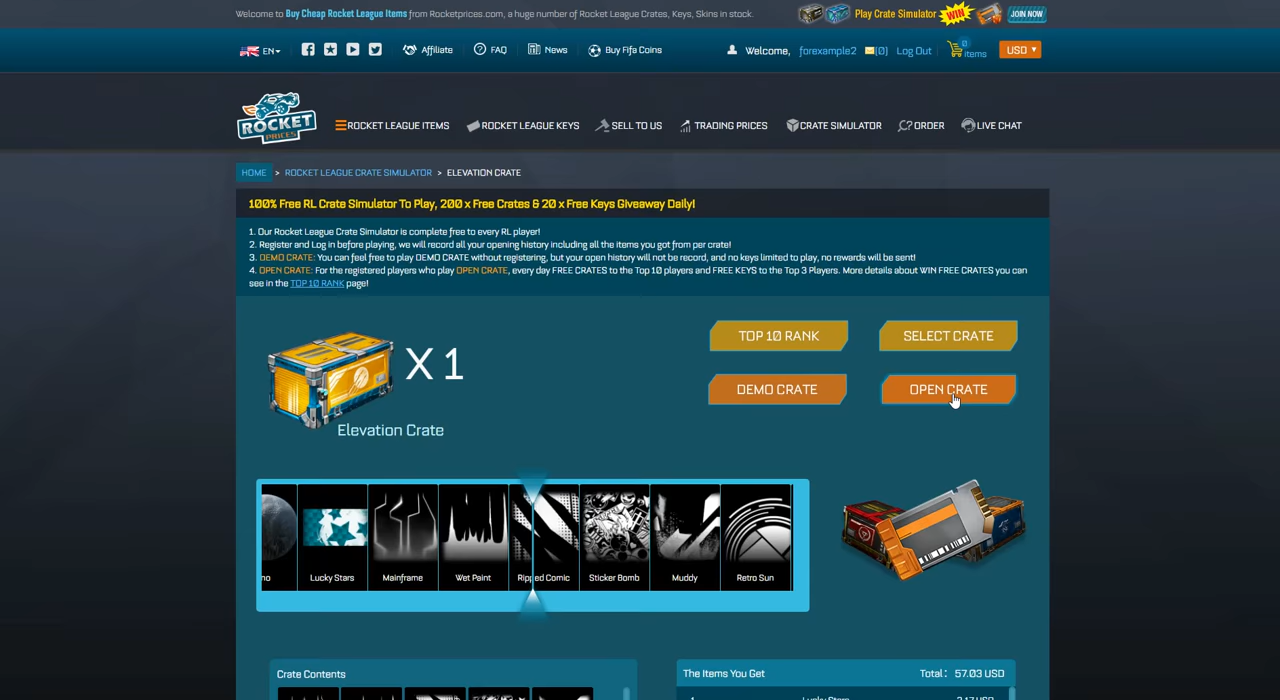 Welcome to Buy Cheap Rocket League Items from Rocketprices.com, a huge number of Rocket League Crates, Keys, Skins in stock.
Play Crate Simulator WIN JOIN NOW
EN Affiliate FAQ News Buy Fifa Coins Welcome, forexample2 (0) Log Out 0 items USD
ROCKET PRICES
ROCKET LEAGUE ITEMS ROCKET LEAGUE KEYS SELL TO US TRADING PRICES CRATE SIMULATOR ORDER LIVE CHAT
HOME > ROCKET LEAGUE CRATE SIMULATOR > ELEVATION CRATE
100% Free RL Crate Simulator To Play, 200 x Free Crates & 20 x Free Keys Giveaway Daily!
1. Our Rocket League Crate Simulator is complete free to every RL player!
2. Register and Log in before playing, we will record all your opening history including all the items you got from per crate!
3. DEMO CRATE: You can feel free to play DEMO CRATE without registering, but your open history will not be record, and no keys limited to play, no rewards will be sent!
4. OPEN CRATE: For the registered players who play OPEN CRATE, every day FREE CRATES to the Top 10 players and FREE KEYS to the Top 3 Players. More details about WIN FREE CRATES you can
see in the TOP 10 RANK page!
TOP 10 RANK SELECT CRATE
X 1
DEMO CRATE OPEN CRATE
Elevation Crate
no Lucky Stars Mainframe Wet Paint Ripped Comic Sticker Bomb Muddy Retro Sun
Crate Contents
The Items You Get Total: 57.03 USD
1 Lucky Stars 2.17 USD